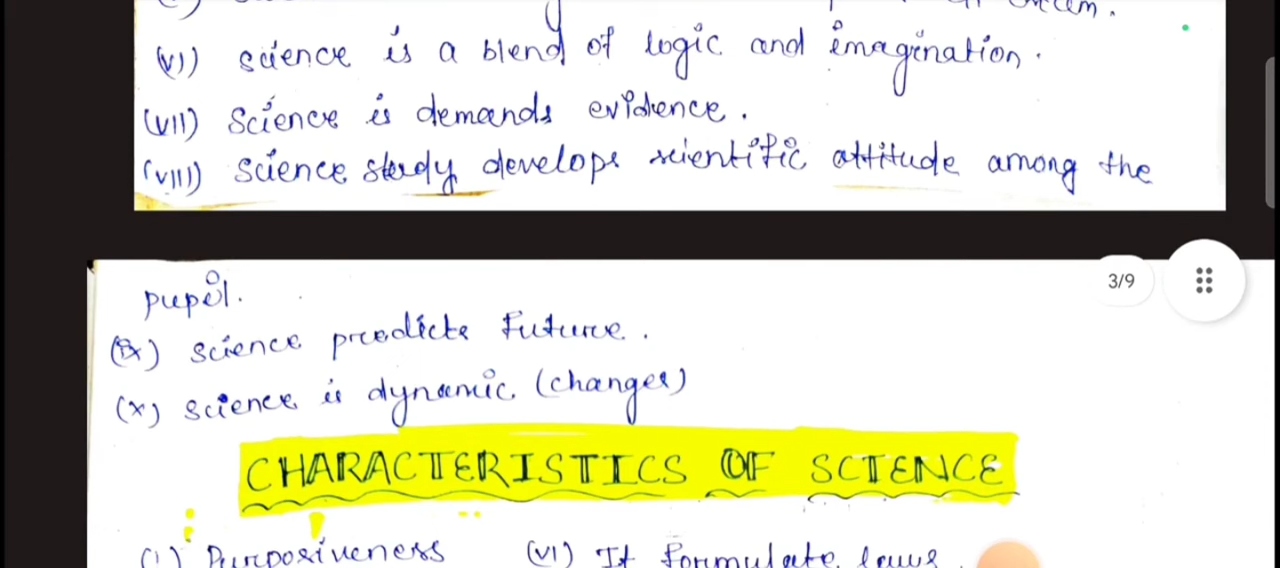 (VI) science is a blend of logic and imagination.
(VII) Science is demands evidence.
(VIII) science study develops scientific attitude among the
3/9
pupil.
(IX) science predicts Future.
(X) science is dynamic (changes)
CHARACTERISTICS OF SCIENCE
(I) Purposiveness (VI) It formulate laws.